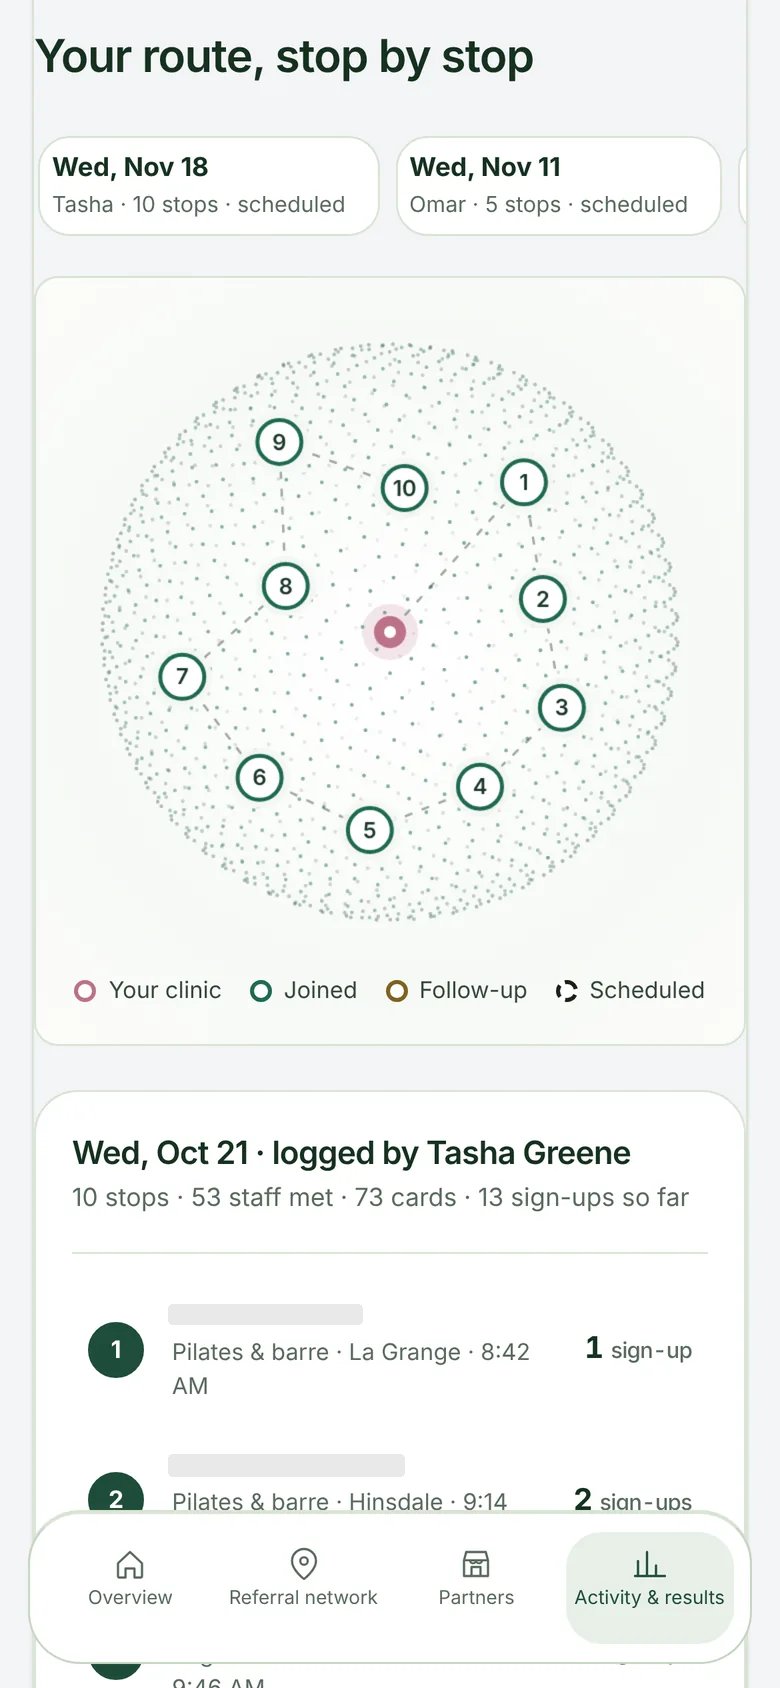 Your route, stop by stop
Wed, Nov 18
Tasha · 10 stops · scheduled
Wed, Nov 11
Omar · 5 stops · scheduled
9
10
1
8
2
7
3
6
4
5
Your clinic
Joined
Follow-up
Scheduled
Wed, Oct 21 · logged by Tasha Greene
10 stops · 53 staff met · 73 cards · 13 sign-ups so far
1
Pilates & barre · La Grange · 8:42
AM
1 sign-up
2
Pilates & barre · Hinsdale · 9:14
2 sign-ups
Overview
Referral network
Partners
Activity & results
9:46 AM